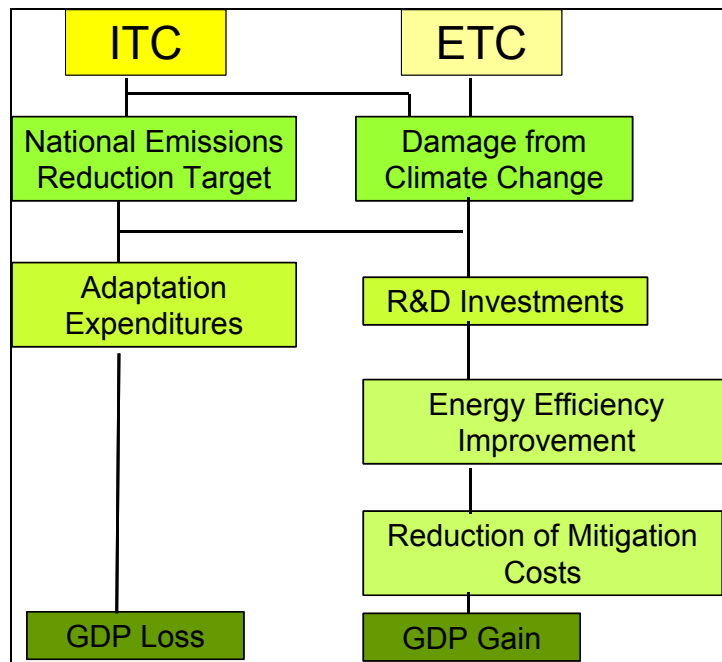 ITC
ETC
National Emissions
Reduction Target
Damage from
Climate Change
Adaptation
Expenditures
R&D Investments
Energy Efficiency
Improvement
Reduction of Mitigation
Costs
GDP Loss
GDP Gain